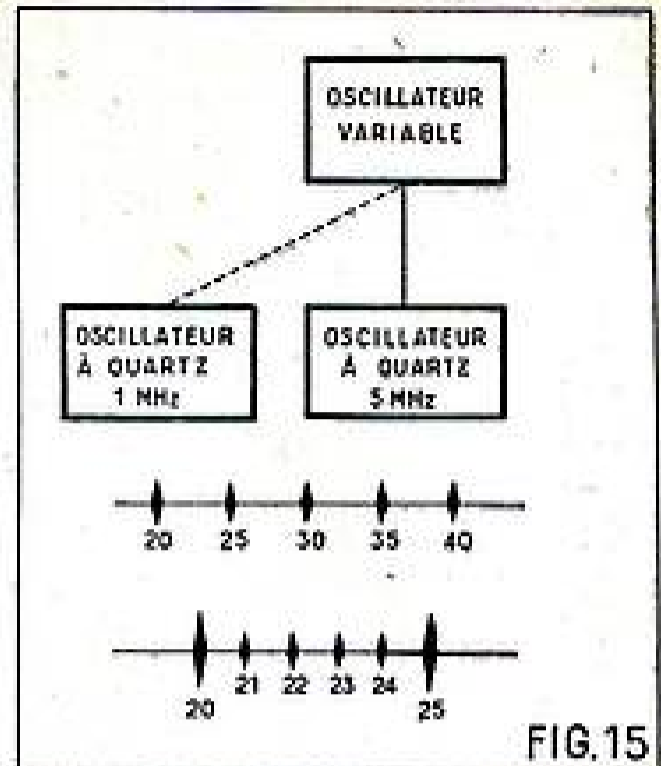 OSCILLATEUR
VARIABLE
OSCILLATEUR
À QUARTZ
1 MHz
OSCILLATEUR
À QUARTZ
5 MHz
20 25 30 35 40
20 21 22 23 24 25
FIG.15